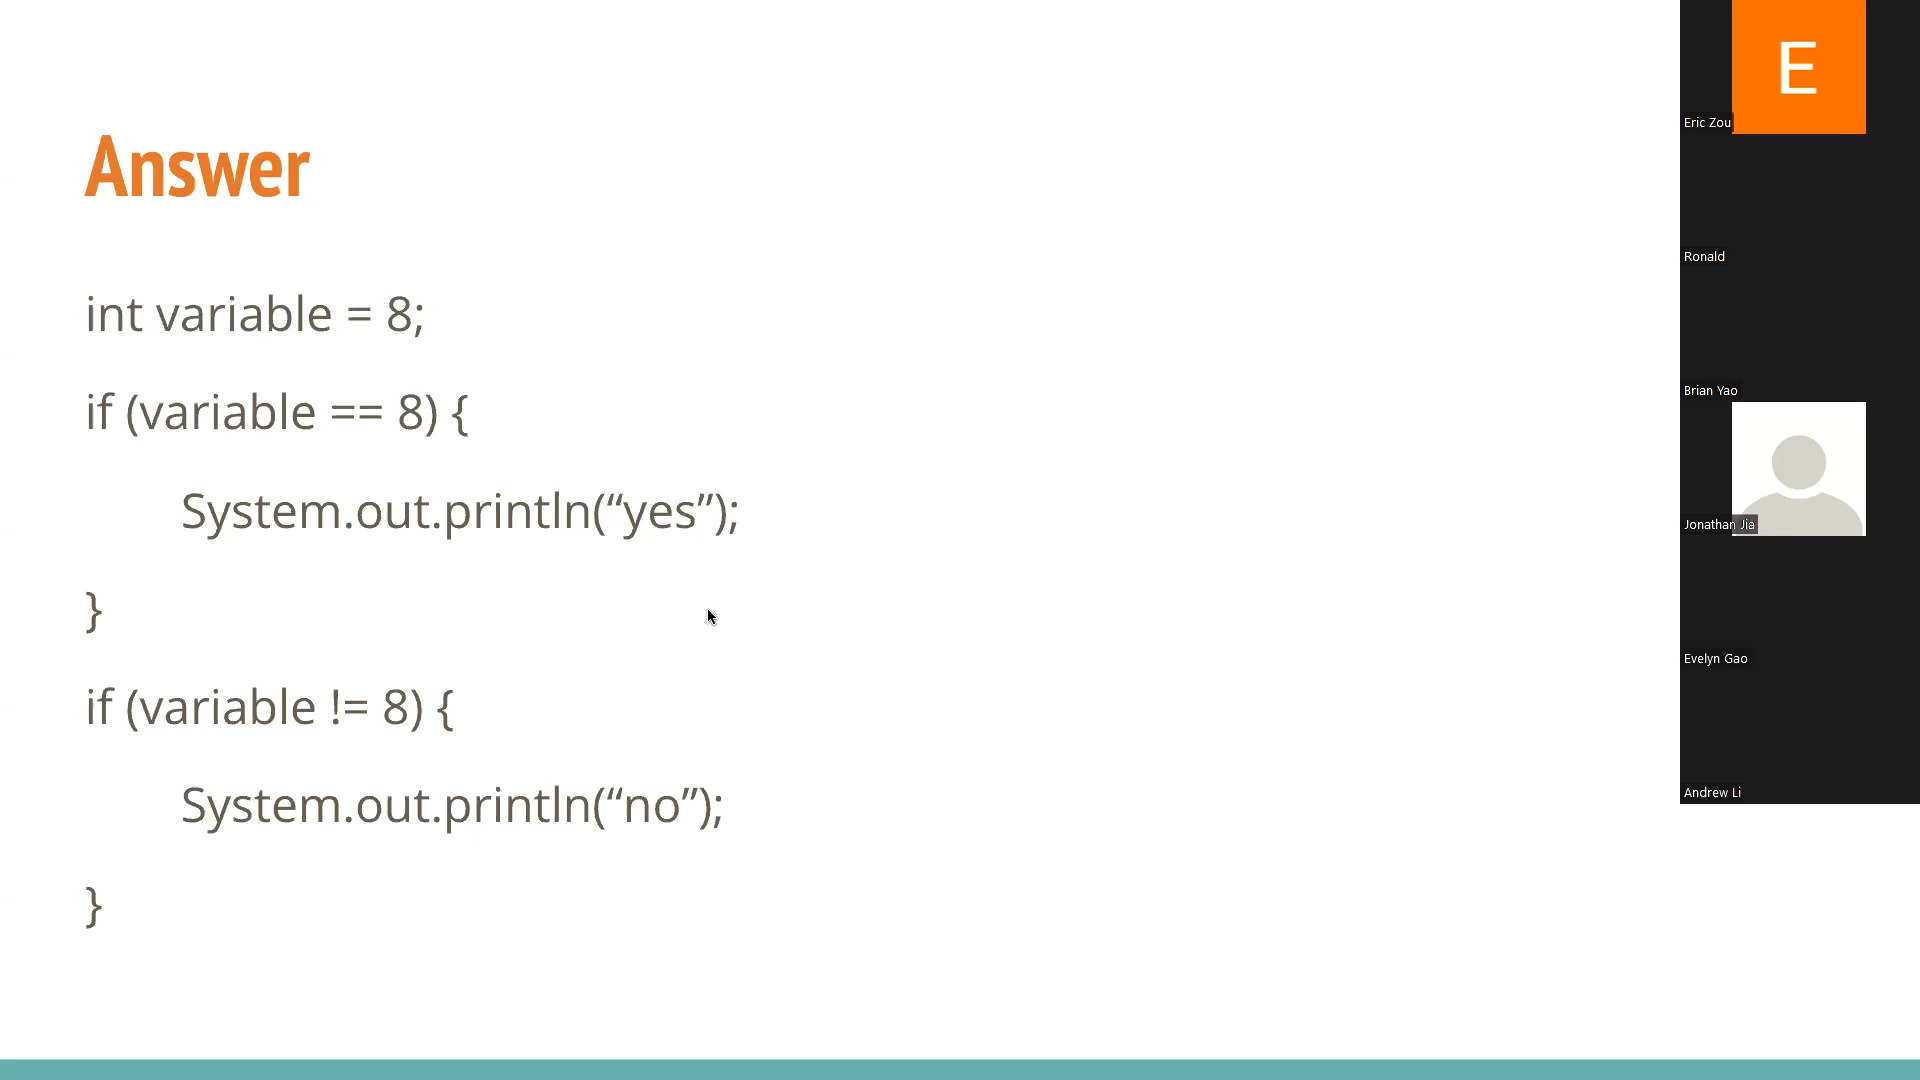 Answer
int variable = 8;
if (variable == 8) {
System.out.println(“yes”);
}
if (variable != 8) {
System.out.println(“no”);
}
E
Eric Zou
Ronald
Brian Yao
Jonathan Jia
Evelyn Gao
Andrew Li